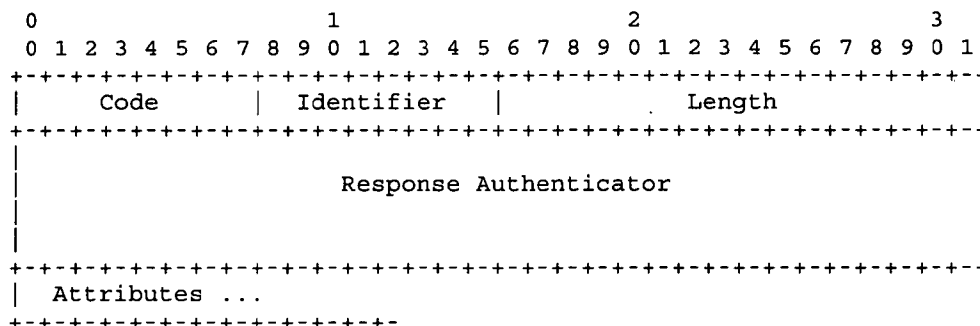 0                   1                   2                   3
 0 1 2 3 4 5 6 7 8 9 0 1 2 3 4 5 6 7 8 9 0 1 2 3 4 5 6 7 8 9 0 1
+-+-+-+-+-+-+-+-+-+-+-+-+-+-+-+-+-+-+-+-+-+-+-+-+-+-+-+-+-+-+-+-
|     Code      |  Identifier   |            Length
+-+-+-+-+-+-+-+-+-+-+-+-+-+-+-+-+-+-+-+-+-+-+-+-+-+-+-+-+-+-+-+-
|
|                     Response Authenticator
|
|
+-+-+-+-+-+-+-+-+-+-+-+-+-+-+-+-+-+-+-+-+-+-+-+-+-+-+-+-+-+-+-+-
|  Attributes ...
+-+-+-+-+-+-+-+-+-+-+-+-+-